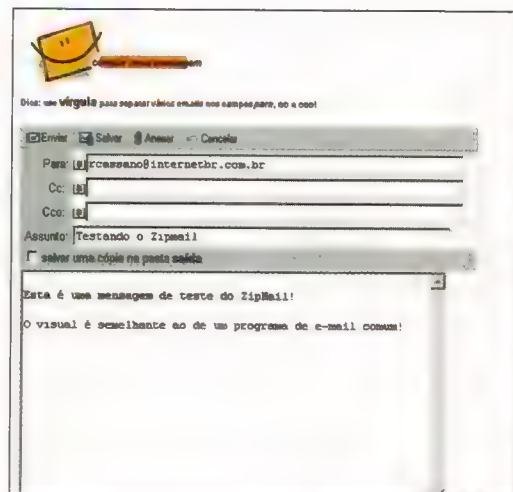 Dica: use vírgula para separar vários emails nos campos para, cc e cco!
Enviar Salvar Anexar Cancelar
Para: rcassano@internetbr.com.br
Cc:
Cco:
Assunto: Testando o Zipmail
salvar uma cópia na pasta saída
Esta é uma mensagem de teste do ZipMail!
O visual é semelhante ao de um programa de e-mail comum!